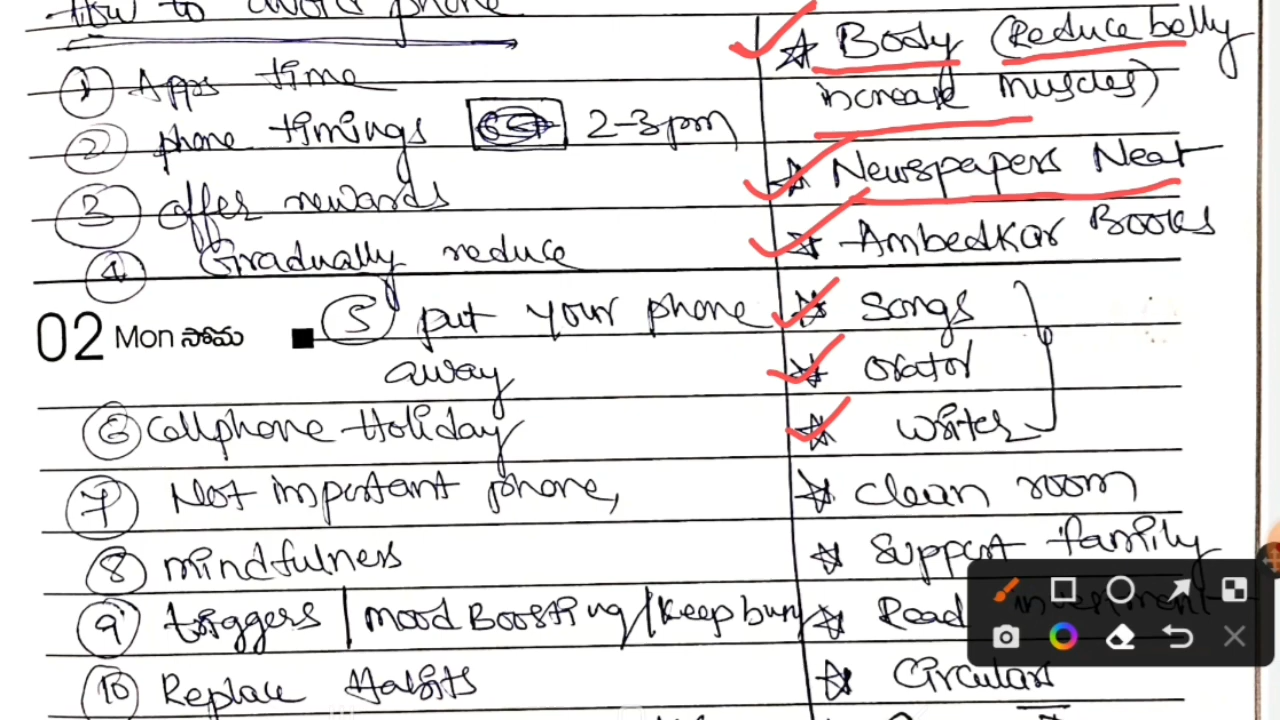 How to avoid phone
① Apps time
② phone timings 2-3pm
③ offer rewards
④ Gradually reduce
02 Mon సోమ
⑤ put your phone
away
⑥ Cellphone Holiday
⑦ Not important phone,
⑧ mindfulness
⑨ triggers | mood Boosting / Keep busy
⑩ Replace Habits
☆ Body (Reduce belly
increase muscles)
☆ Newspapers Neat
☆ Ambedkar Books
☆ Songs
☆ orator
☆ writer
☆ clean room
☆ Support family
☆ Read investment
☆ Circulars